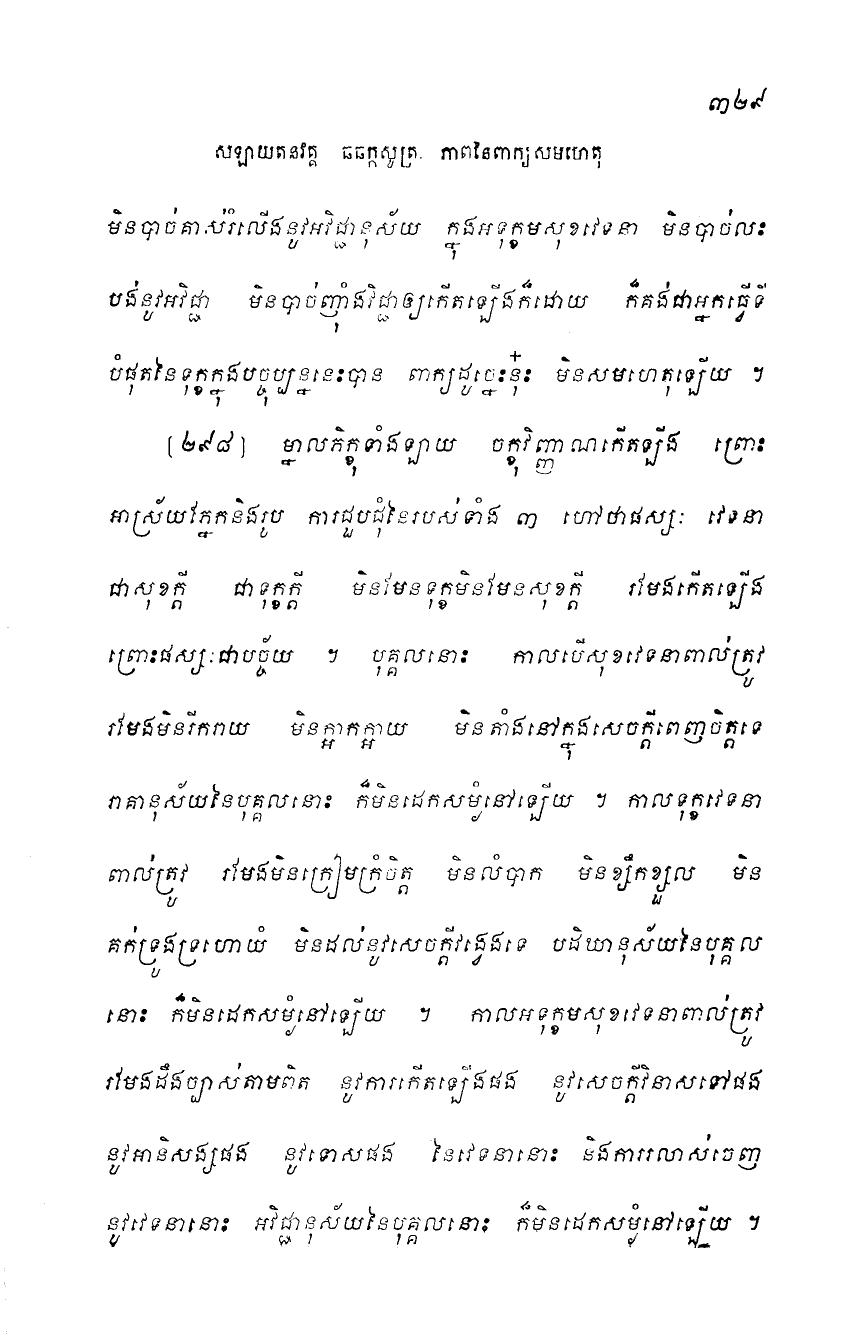 ៣២៩
សឡាយតនវគ្គ ឆឆក្កសូត្រ ភាពនៃពាក្យសមហេតុ
មិនបាច់គាស់រំលើងនូវអវិជ្ជានុស័យ ក្នុងអទុក្ខមសុខវេទនា មិនបាច់លះ
បង់នូវអវិជ្ជា មិនបាច់ញ៉ាំងវិជ្ជាឲ្យកើតឡើងក៏ដោយ ក៏គង់ជាអ្នកធ្វើទី
បំផុតនៃទុក្ខក្នុងបច្ចុប្បន្ននេះបាន ពាក្យដូច្នេះនុ៎ះ មិនសមហេតុឡើយ ។
(២៩៨) ម្នាលភិក្ខុទាំងឡាយ ចក្ខុវិញ្ញាណកើតឡើង ព្រោះ
អាស្រ័យភ្នែកនិងរូប ការជួបជុំនៃរបស់ទាំង ៣ ហៅថាផស្សៈ វេទនា
ជាសុខក្តី ជាទុក្ខក្តី មិនមែនទុក្ខមិនមែនសុខក្តី រមែងកើតឡើង
ព្រោះផស្សៈជាបច្ច័យ ។ បុគ្គលនោះ កាលបើសុខវេទនាពាល់ត្រូវ
រមែងមិនរីករាយ មិនក្អាកក្អាយ មិនតាំងនៅក្នុងសេចក្តីពេញចិត្តទេ
រាគានុស័យនៃបុគ្គលនោះ ក៏មិនដេកសម្ងំនៅឡើយ ។ កាលទុក្ខវេទនា
ពាល់ត្រូវ រមែងមិនក្រៀមក្រំចិត្ត មិនលំបាក មិនខ្សឹកខ្សួល មិន
គក់ទ្រូងទ្រហោយំ មិនដល់នូវសេចក្តីវង្វេងទេ បដិឃានុស័យនៃបុគ្គល
នោះ ក៏មិនដេកសម្ងំនៅឡើយ ។ កាលអទុក្ខមសុខវេទនាពាល់ត្រូវ
រមែងដឹងច្បាស់តាមពិត នូវការកើតឡើងផង នូវសេចក្តីវិនាសទៅផង
នូវអានិសង្សផង នូវទោសផង នៃវេទនានោះ និងការរលាស់ចេញ
នូវវេទនានោះ អវិជ្ជានុស័យនៃបុគ្គលនោះ ក៏មិនដេកសម្ងំនៅឡើយ ។